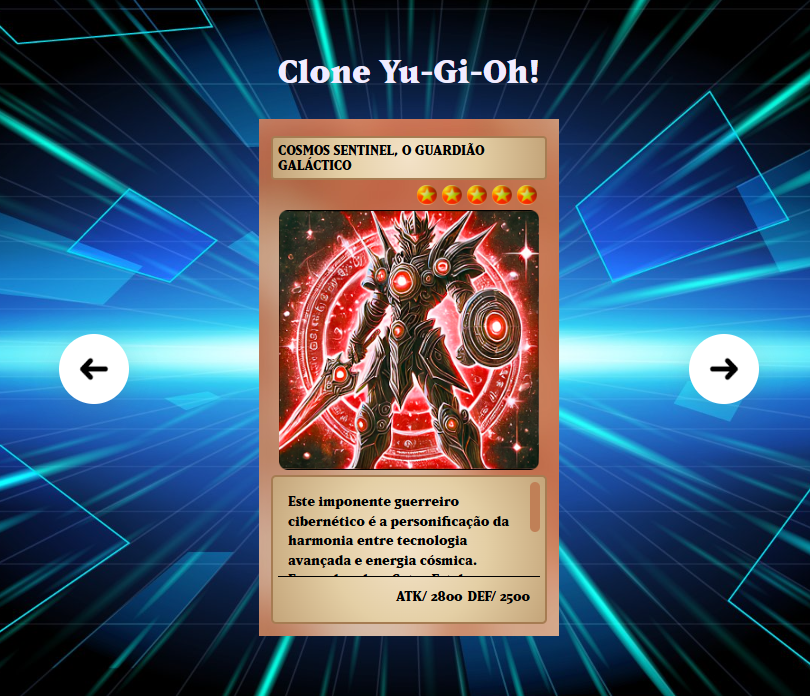 Clone Yu-Gi-Oh!
COSMOS SENTINEL, O GUARDIÃO
GALÁCTICO
Este imponente guerreiro
cibernético é a personificação da
harmonia entre tecnologia
avançada e energia cósmica.
ATK/ 2800 DEF/ 2500